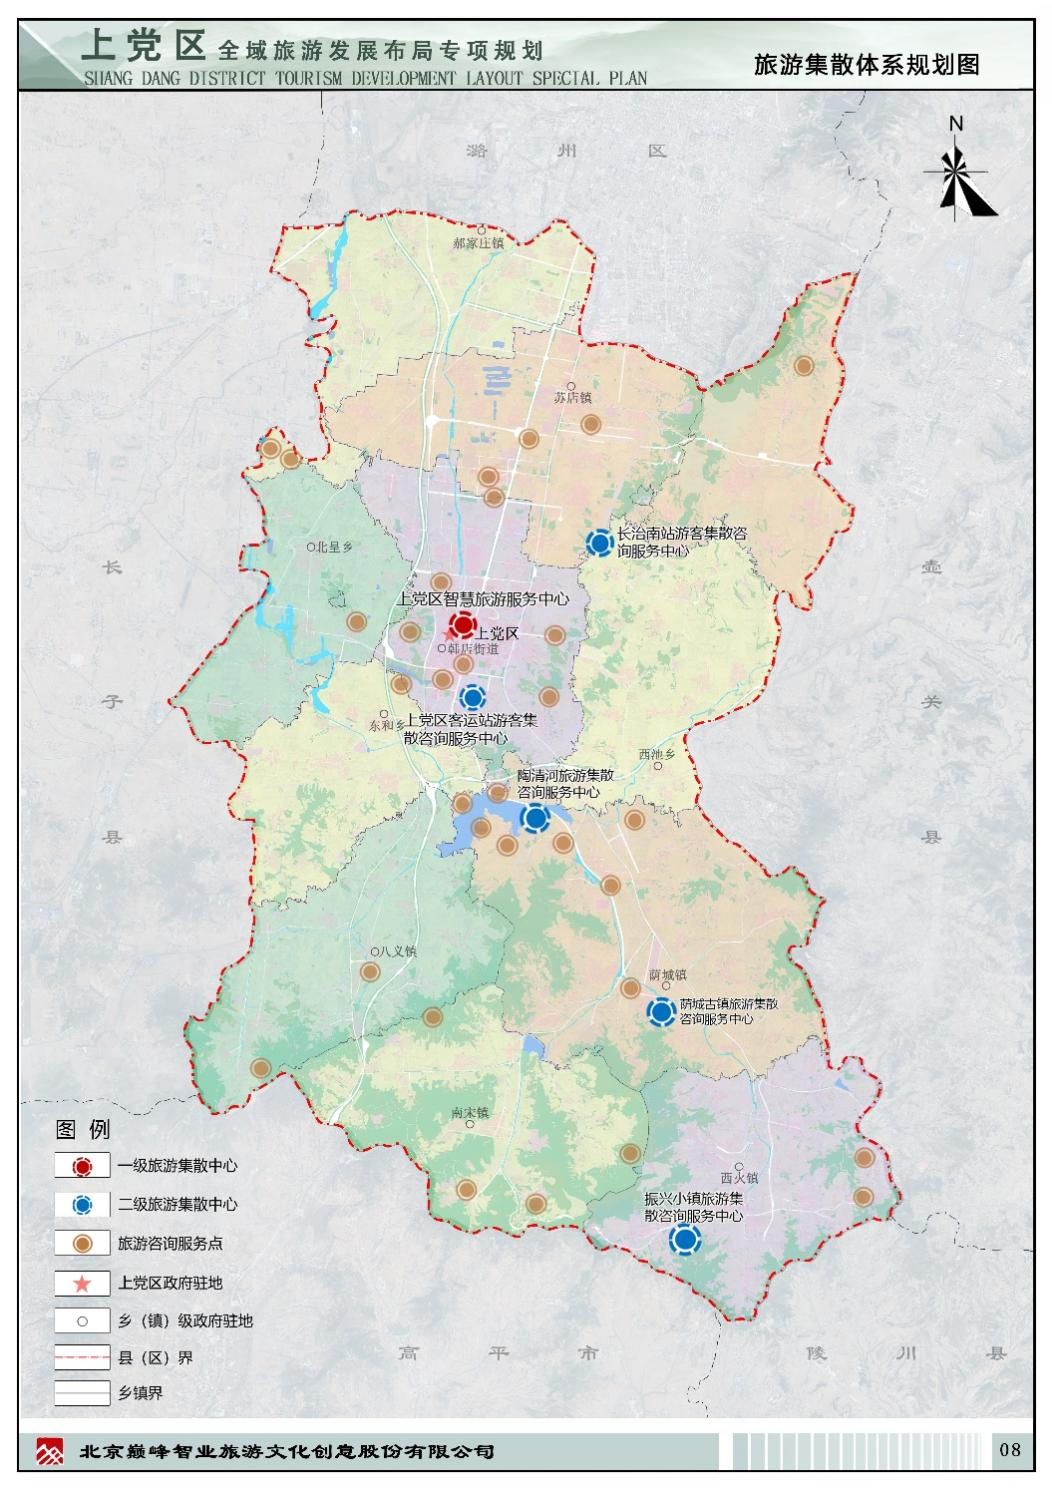 上党区全域旅游发展布局专项规划
SHANG DANG DISTRICT TOURISM DEVELOPMENT LAYOUT SPECIAL PLAN
旅游集散体系规划图
N
潞州区
郝家庄镇
苏店镇
长治南站游客集散咨
询服务中心
北呈乡
长子县
壶关县
上党区智慧旅游服务中心
上党区
韩店街道
东和乡
上党区客运站游客集
散咨询服务中心
西池乡
陶清河旅游集散
咨询服务中心
八义镇
荫城镇
荫城古镇旅游集散
咨询服务中心
南宋镇
西火镇
振兴小镇旅游集
散咨询服务中心
高平市
陵川县
图例
一级旅游集散中心
二级旅游集散中心
旅游咨询服务点
上党区政府驻地
乡（镇）级政府驻地
县（区）界
乡镇界
北京巅峰智业旅游文化创意股份有限公司
08